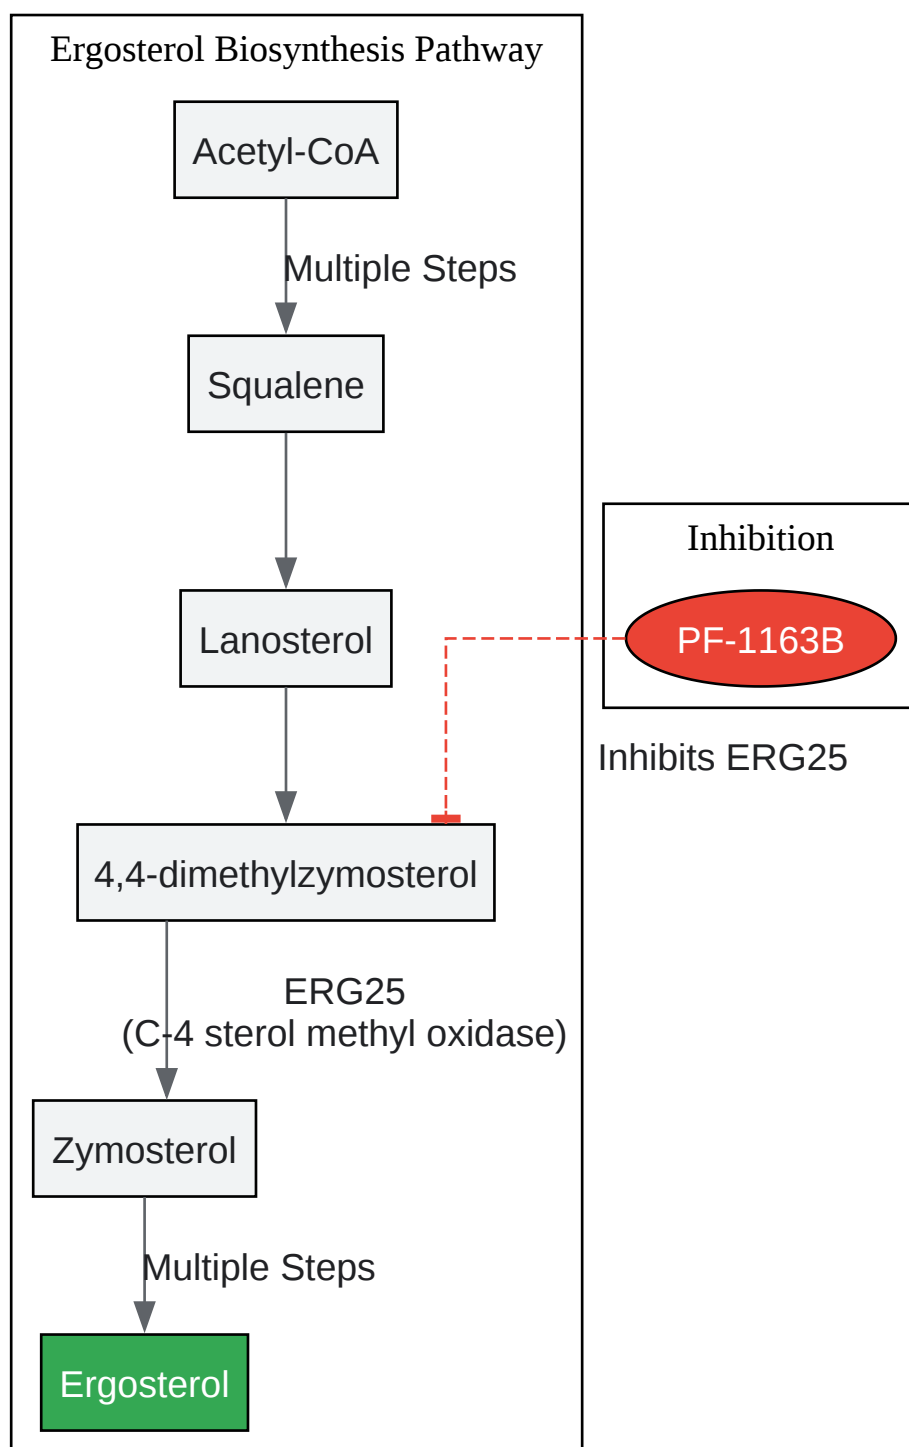 Ergosterol Biosynthesis Pathway
Acetyl-CoA
Multiple Steps
Squalene
Inhibition
Lanosterol
PF-1163B
Inhibits ERG25
4,4-dimethylzymosterol
ERG25
(C-4 sterol methyl oxidase)
Zymosterol
Multiple Steps
Ergosterol